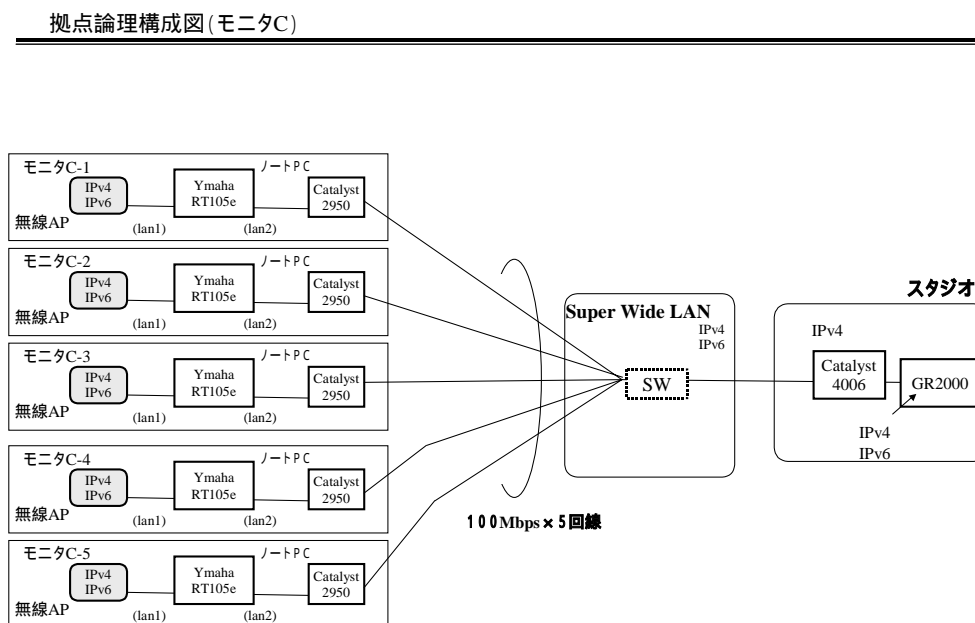 拠点論理構成図(モニタC)
モニタC-1
ノートPC
IPv4
IPv6
Ymaha
RT105e
Catalyst
2950
無線AP
(lan1)
(lan2)
モニタC-2
ノートPC
IPv4
IPv6
Ymaha
RT105e
Catalyst
2950
無線AP
(lan1)
(lan2)
モニタC-3
ノートPC
IPv4
IPv6
Ymaha
RT105e
Catalyst
2950
無線AP
(lan1)
(lan2)
モニタC-4
ノートPC
IPv4
IPv6
Ymaha
RT105e
Catalyst
2950
無線AP
(lan1)
(lan2)
モニタC-5
ノートPC
IPv4
IPv6
Ymaha
RT105e
Catalyst
2950
無線AP
(lan1)
(lan2)
100Mbps×5回線
Super Wide LAN
IPv4
IPv6
SW
スタジオ
IPv4
Catalyst
4006
GR2000
IPv4
IPv6